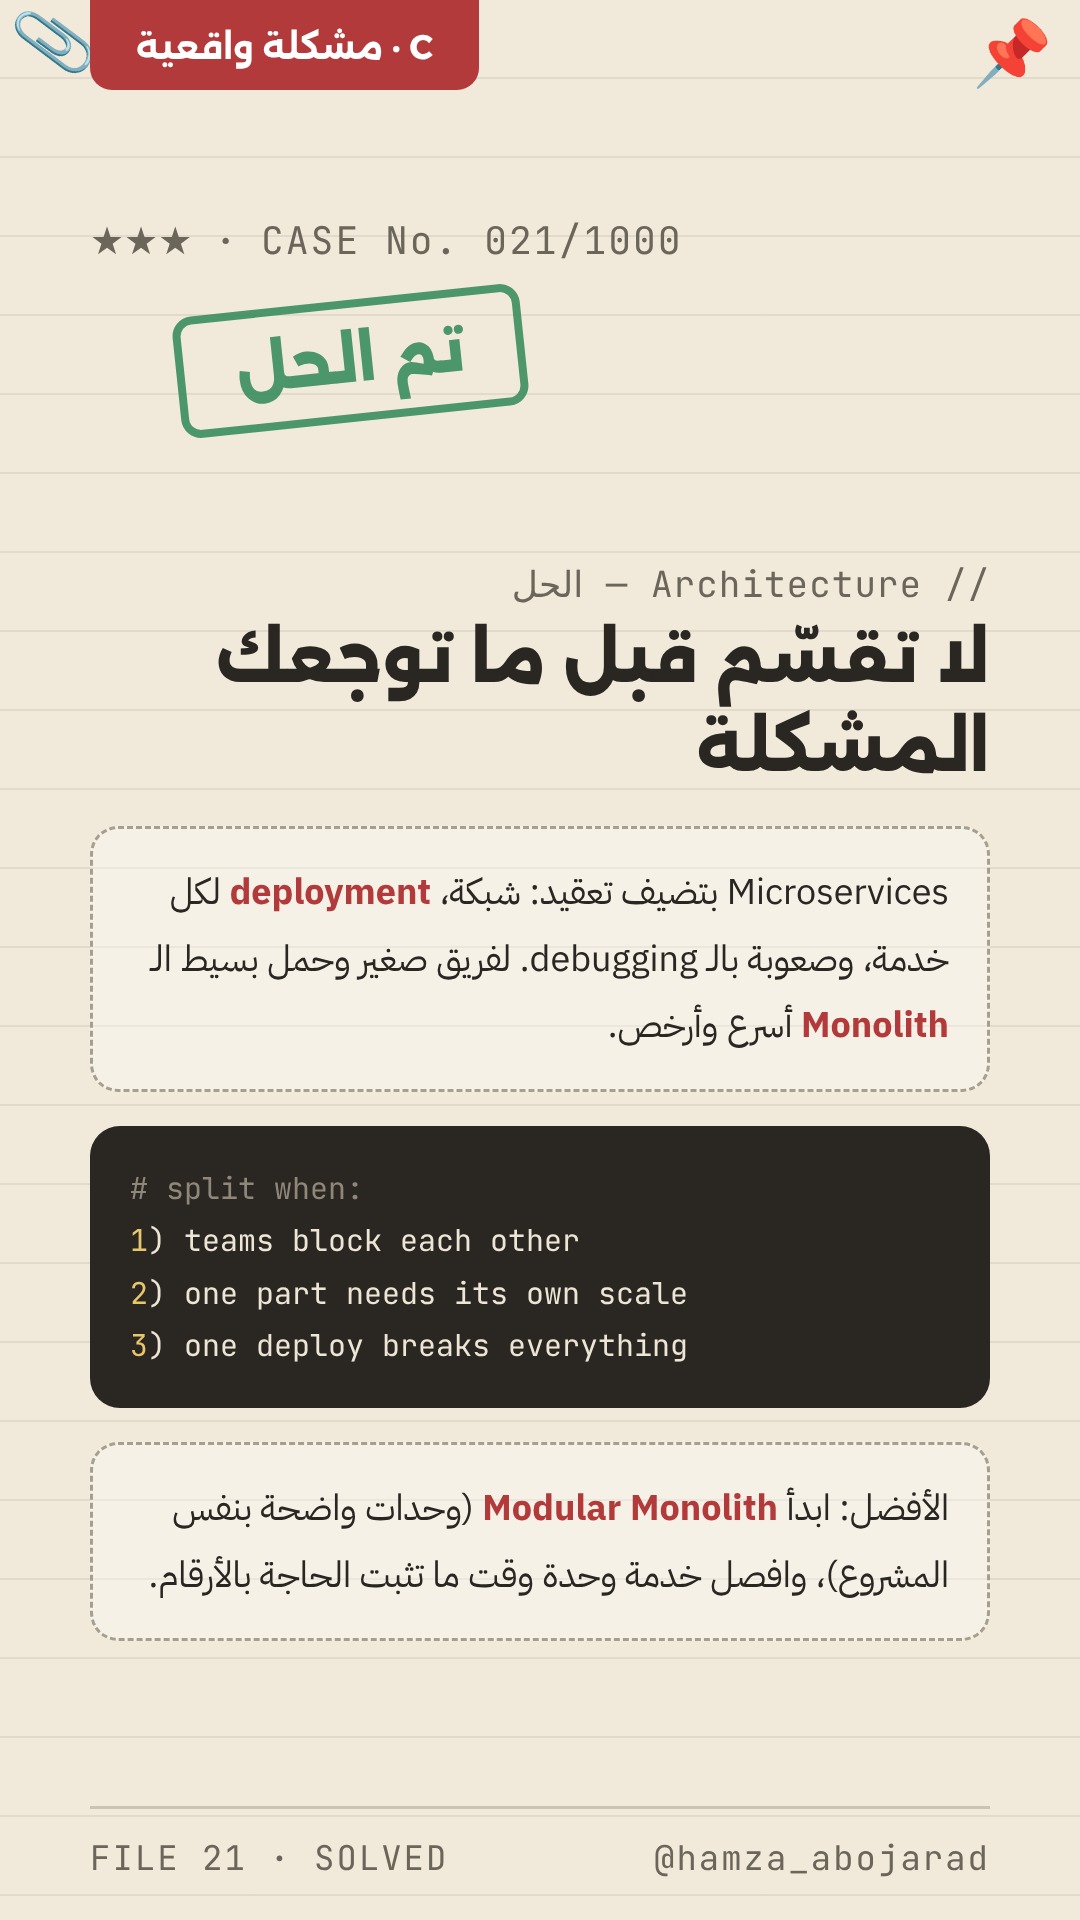 C · مشكلة واقعية
★★★ · CASE No. 021/1000
تم الحل
// Architecture — الحل
لا تقسّم قبل ما توجعك
المشكلة
Microservices بتضيف تعقيد: شبكة، deployment لكل
خدمة، وصعوبة بالـ debugging. لفريق صغير وحمل بسيط الـ
Monolith أسرع وأرخص.
# split when:
1) teams block each other
2) one part needs its own scale
3) one deploy breaks everything
الأفضل: ابدأ Modular Monolith (وحدات واضحة بنفس
المشروع)، وافصل خدمة وحدة وقت ما تثبت الحاجة بالأرقام.
FILE 21 · SOLVED
@hamza_abojarad